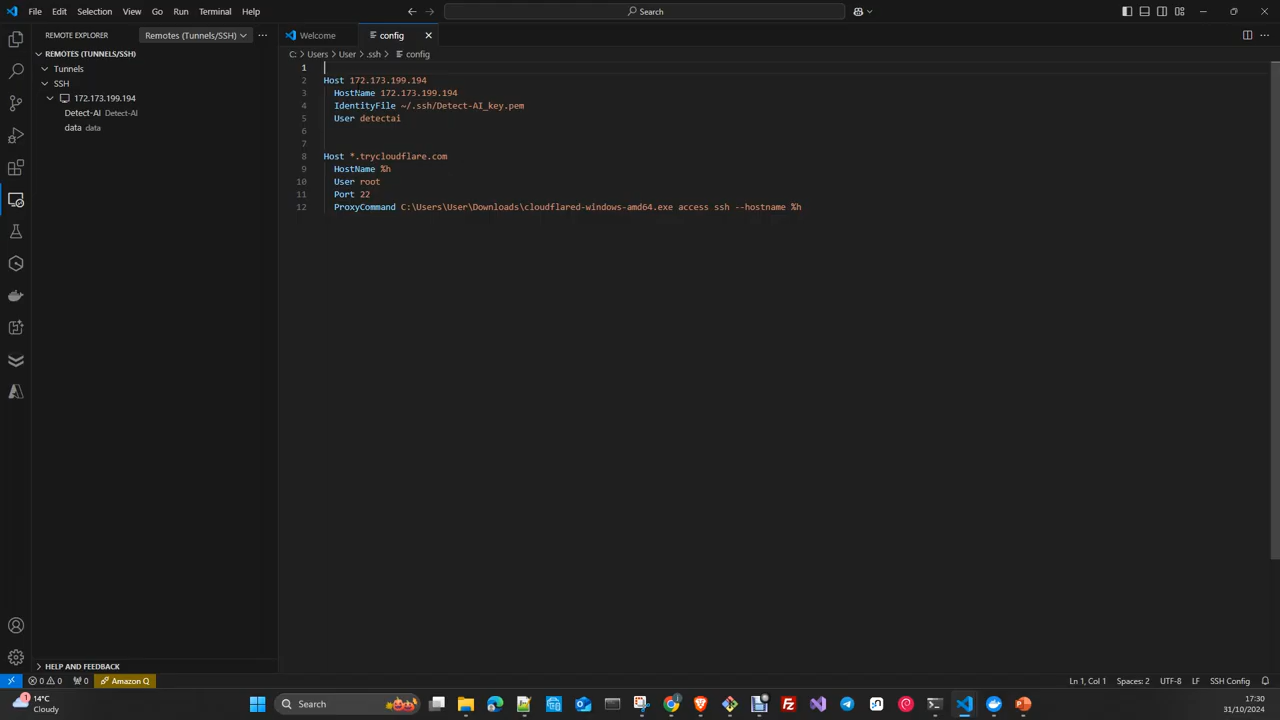 File Edit Selection View Go Run Terminal Help
Search
REMOTE EXPLORER
Remotes (Tunnels/SSH)
Welcome
config
REMOTES (TUNNELS/SSH)
Tunnels
SSH
172.173.199.194
Detect-AI Detect-AI
data data
C: > Users > User > .ssh > config
1
2 Host 172.173.199.194
3 HostName 172.173.199.194
4 IdentityFile ~/.ssh/Detect-AI_key.pem
5 User detectai
6
7
8 Host *.trycloudflare.com
9 HostName %h
10 User root
11 Port 22
12 ProxyCommand C:\Users\User\Downloads\cloudflared-windows-amd64.exe access ssh --hostname %h
HELP AND FEEDBACK
0 0 0 Amazon Q
Ln 1, Col 1 Spaces: 2 UTF-8 LF SSH Config
1
14°C
Cloudy
Search
17:30
31/10/2024